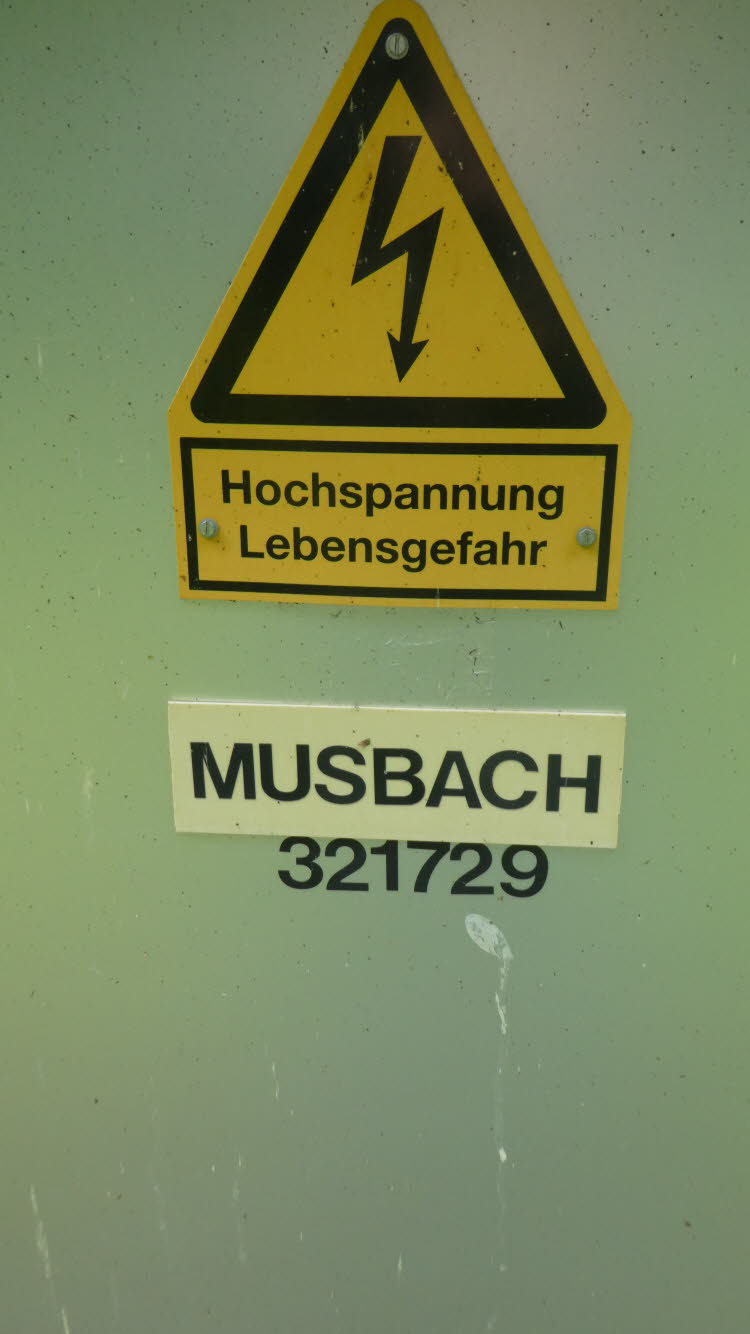 Hochspannung
Lebensgefahr
MUSBACH
321729